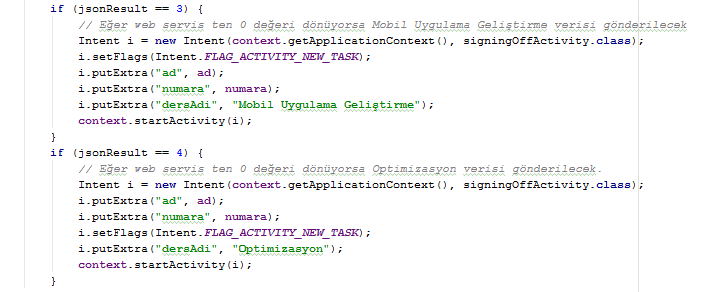 if (jsonResult == 3) {
// Eğer web servis ten 0 değeri dönüyorsa Mobil Uygulama Geliştirme verisi gönderilecek
Intent i = new Intent(context.getApplicationContext(), signingOffActivity.class);
i.setFlags(Intent.FLAG_ACTIVITY_NEW_TASK);
i.putExtra("ad", ad);
i.putExtra("numara", numara);
i.putExtra("dersAdi", "Mobil Uygulama Geliştirme");
context.startActivity(i);
}
if (jsonResult == 4) {
// Eğer web servis ten 0 değeri dönüyorsa Optimizasyon verisi gönderilecek.
Intent i = new Intent(context.getApplicationContext(), signingOffActivity.class);
i.putExtra("ad", ad);
i.putExtra("numara", numara);
i.setFlags(Intent.FLAG_ACTIVITY_NEW_TASK);
i.putExtra("dersAdi", "Optimizasyon");
context.startActivity(i);
}